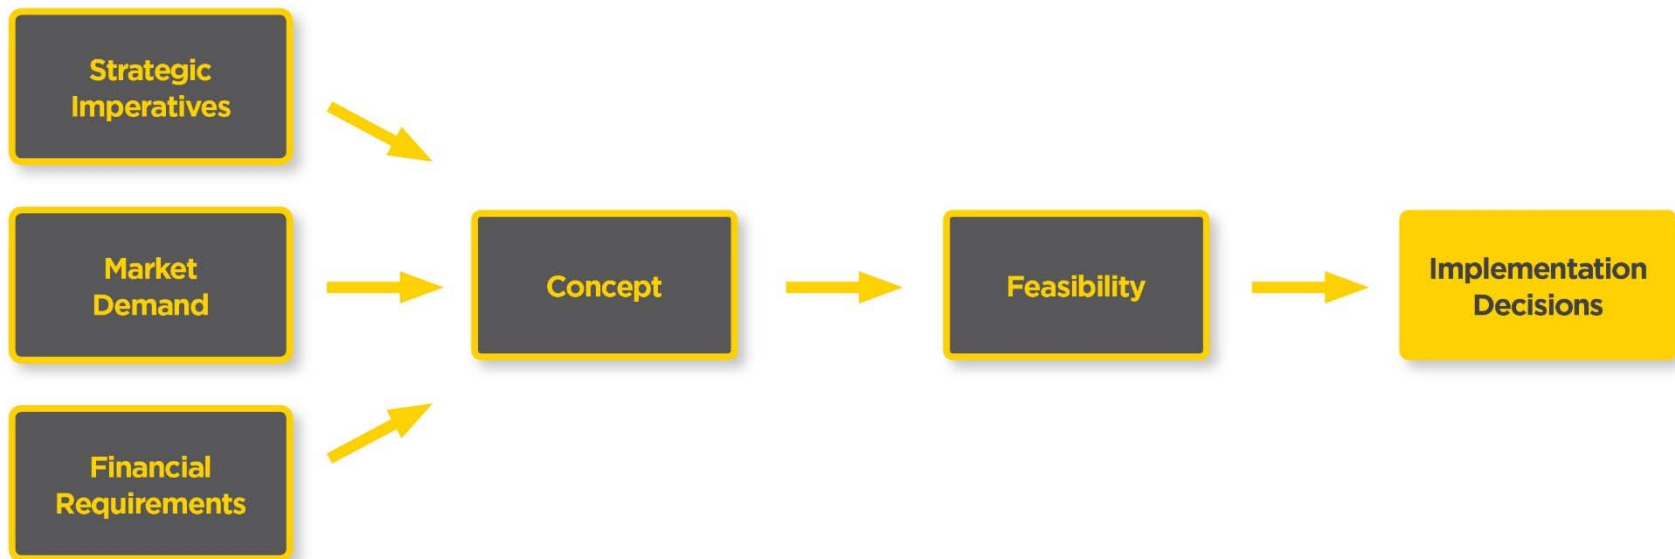 Strategic
Imperatives
Market
Demand
Financial
Requirements
Concept
Feasibility
Implementation
Decisions